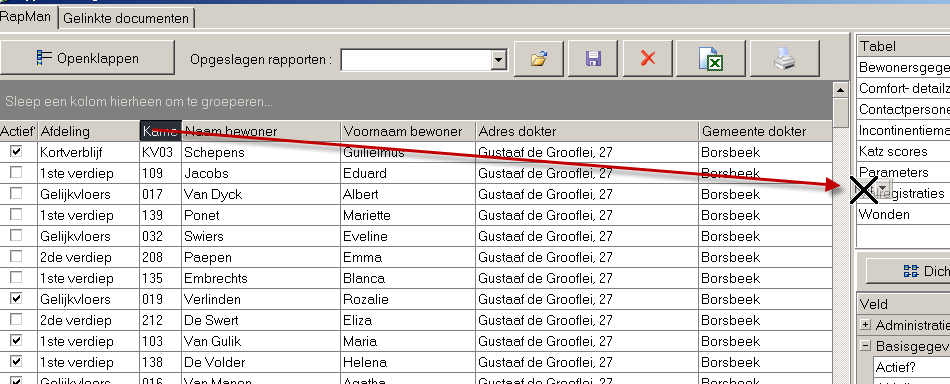 RapMan Gelinkte documenten
Openklappen Opgeslagen rapporten :
Sleep een kolom hierheen om te groeperen...
Actief Afdeling Kame Naam bewoner Voornaam bewoner Adres dokter Gemeente dokter
Kortverblijf KV03 Schepens Guilielmus Gustaaf de Grooflei, 27 Borsbeek
1ste verdiep 109 Jacobs Eduard Gustaaf de Grooflei, 27 Borsbeek
Gelijkvloers 017 Van Dyck Albert Gustaaf de Grooflei, 27 Borsbeek
1ste verdiep 139 Ponet Mariette Gustaaf de Grooflei, 27 Borsbeek
Gelijkvloers 032 Swiers Eveline Gustaaf de Grooflei, 27 Borsbeek
2de verdiep 208 Paepen Emma Gustaaf de Grooflei, 27 Borsbeek
1ste verdiep 135 Embrechts Blanca Gustaaf de Grooflei, 27 Borsbeek
Gelijkvloers 019 Verlinden Rozalie Gustaaf de Grooflei, 27 Borsbeek
2de verdiep 212 De Swert Eliza Gustaaf de Grooflei, 27 Borsbeek
1ste verdiep 103 Van Gulik Maria Gustaaf de Grooflei, 27 Borsbeek
1ste verdiep 138 De Volder Helena Gustaaf de Grooflei, 27 Borsbeek
Gelijkvloers 016 Van Manon Agatha Gustaaf de Grooflei, 27 Borsbeek
Tabel
Bewonersgege
Comfort- detailz
Contactpersone
Incontinentiema
Katz scores
Parameters
registraties
Wonden
Dich
Veld
Administratie
Basisgegev
Actief?